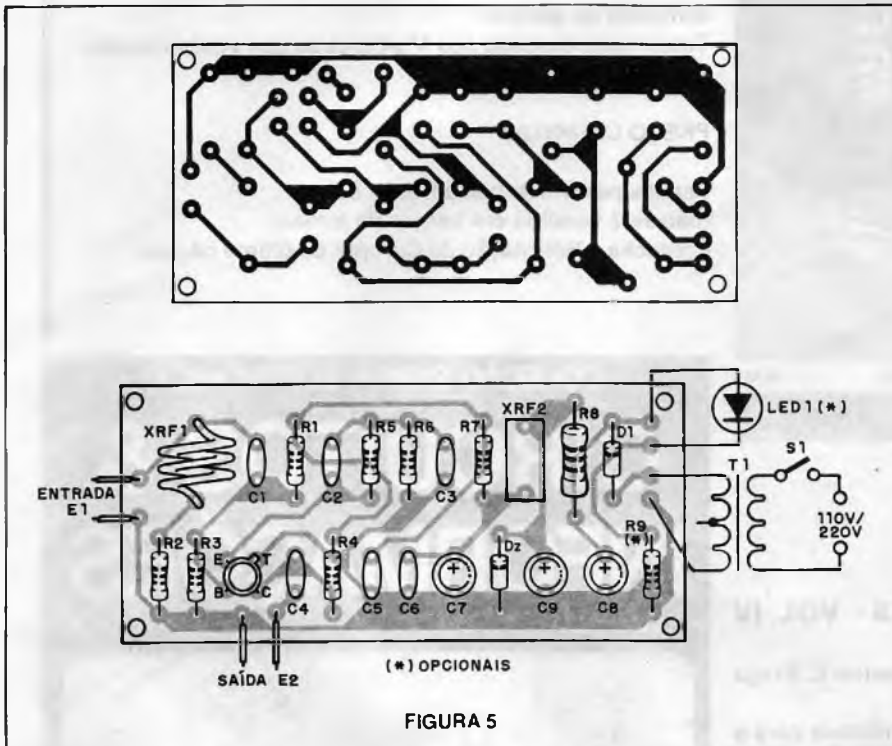 XRF1
R1
R5
R6
R7
XRF2
R8
D1
LED1(*)
S1
T1
ENTRADA
E1
C1
C2
C3
110V/
220V
R2
R3
E
T
B
C
R4
Dz
R9
(*)
C4
C5
C6
C7
C9
C8
SAÍDA E2
(*) OPCIONAIS
FIGURA 5